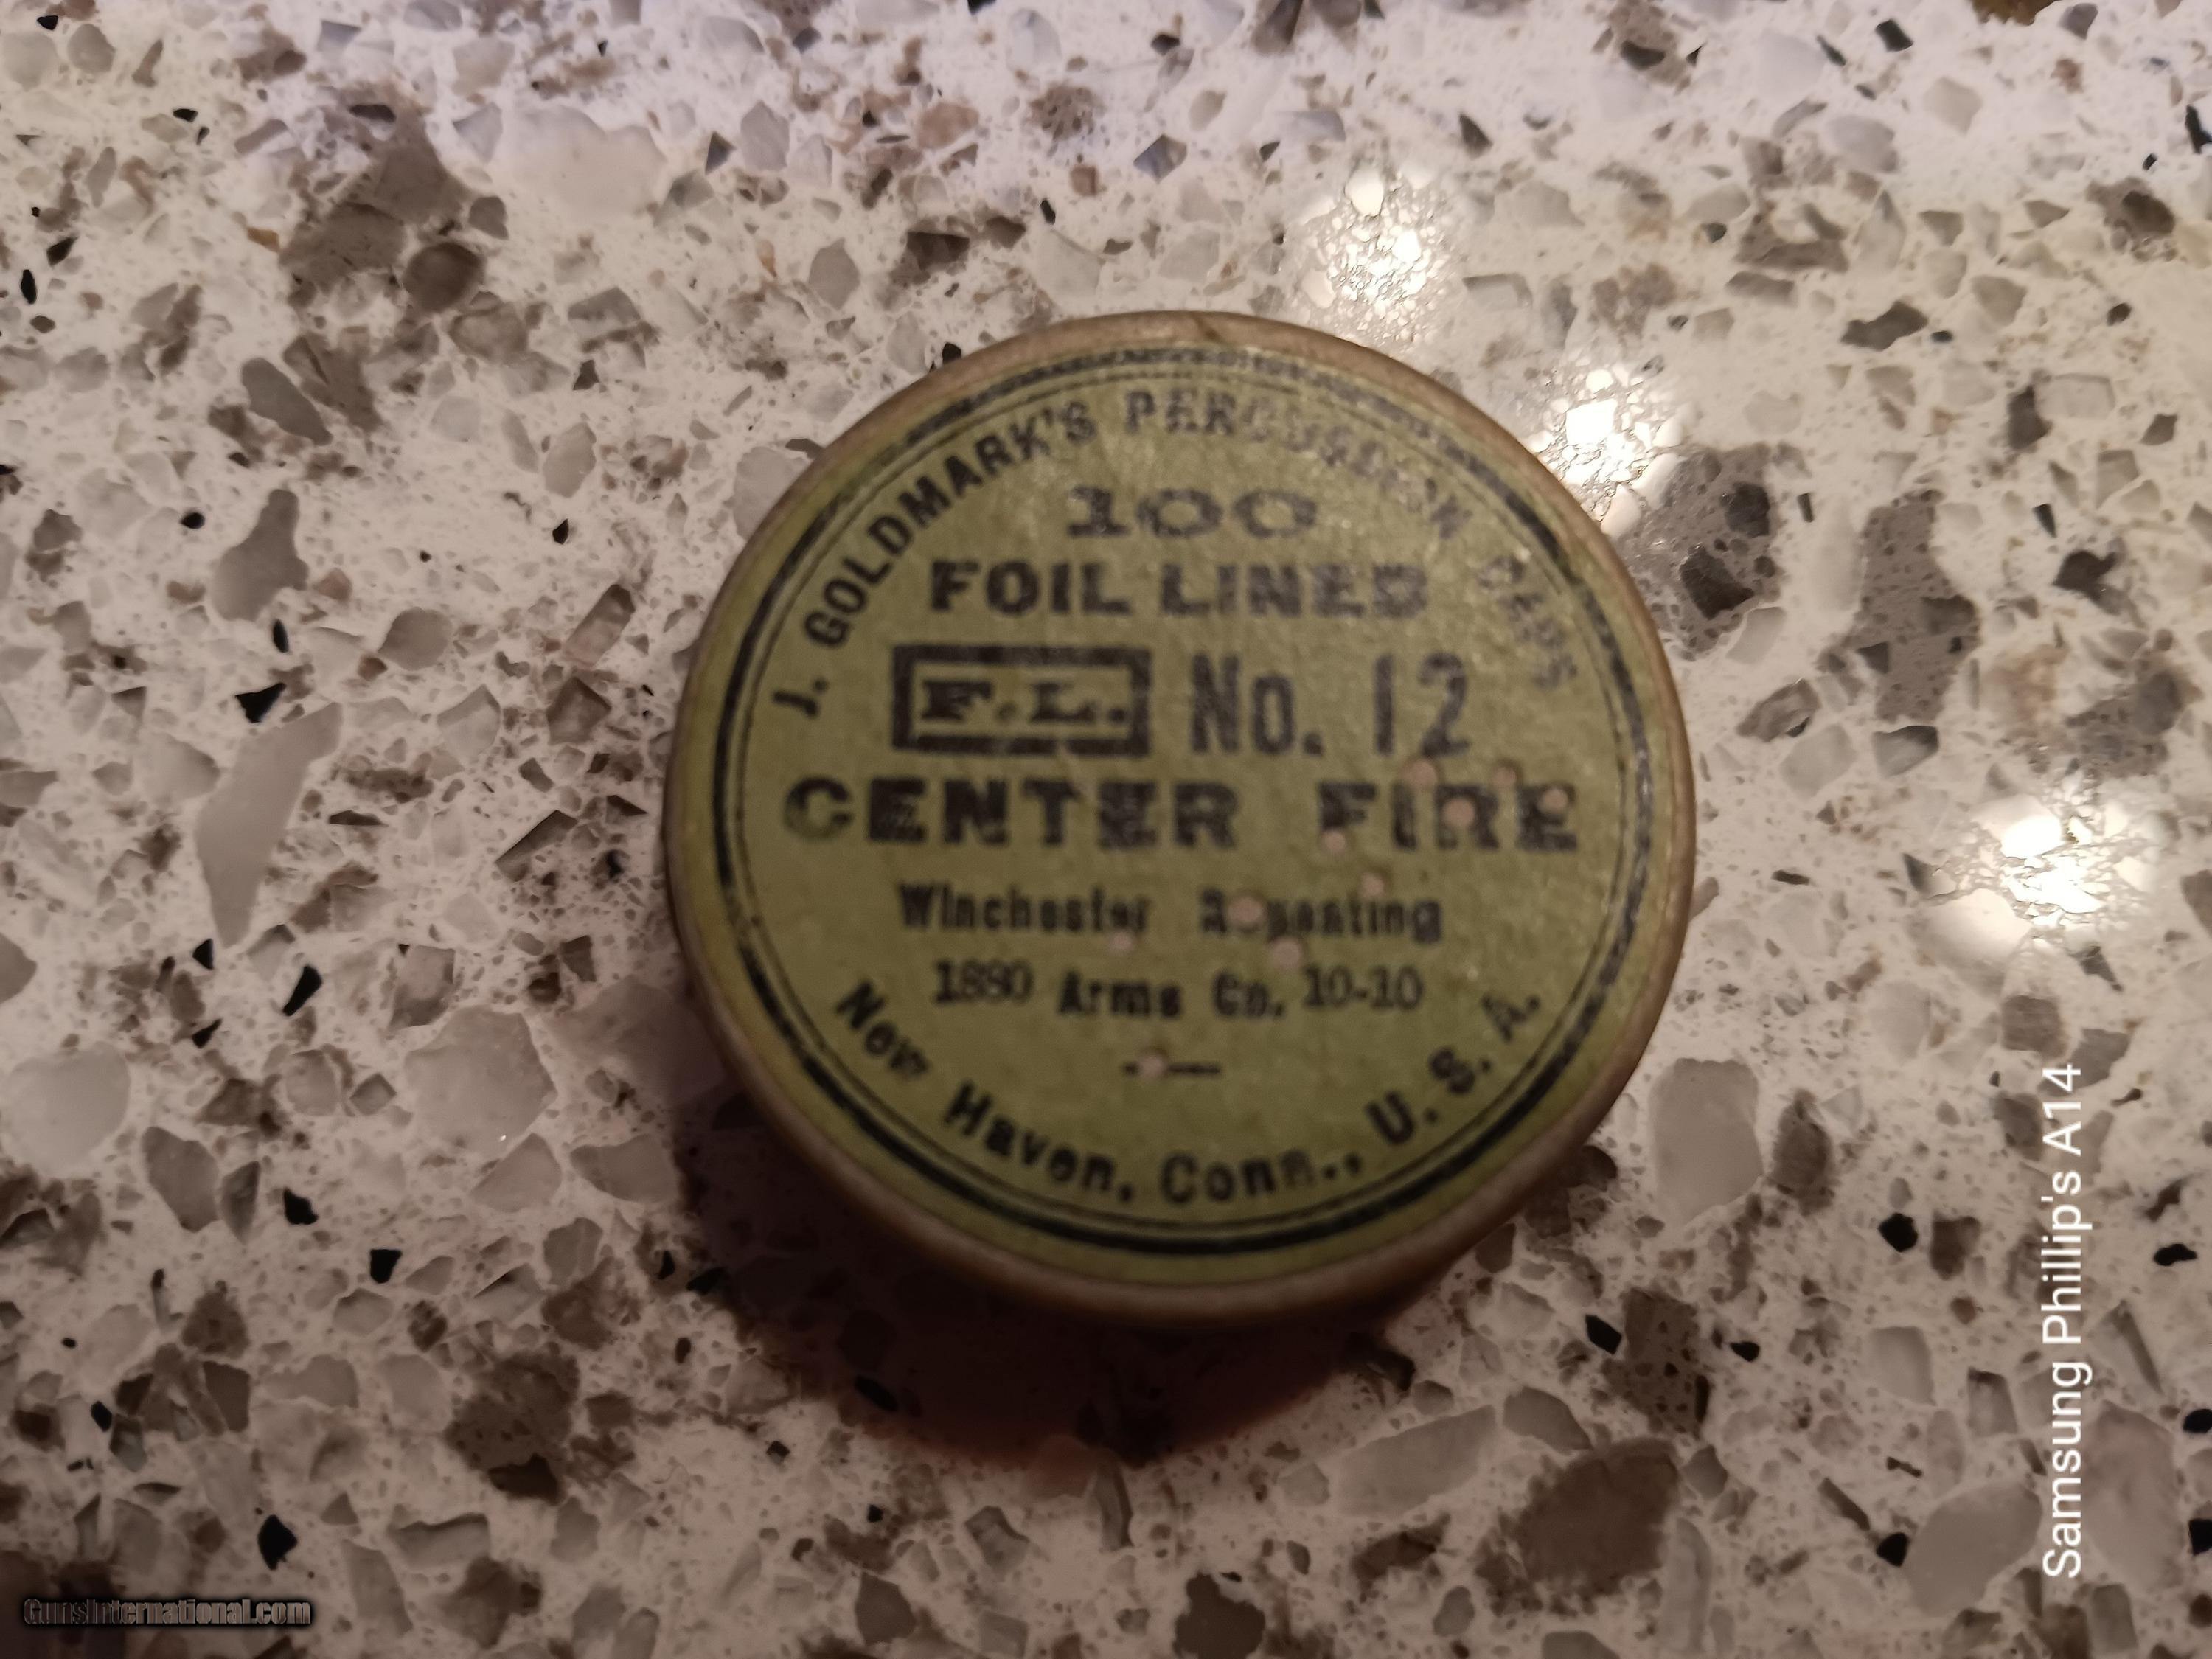 J. GOLDMARK'S PERCUSSION CAPS
100
FOIL LINED
F.L. No. 12
CENTER FIRE
Winchester Repeating
1880 Arms Co. 10-10
New Haven, Conn., U. S. A.
Samsung Phillip's A14
GunsInternational.com